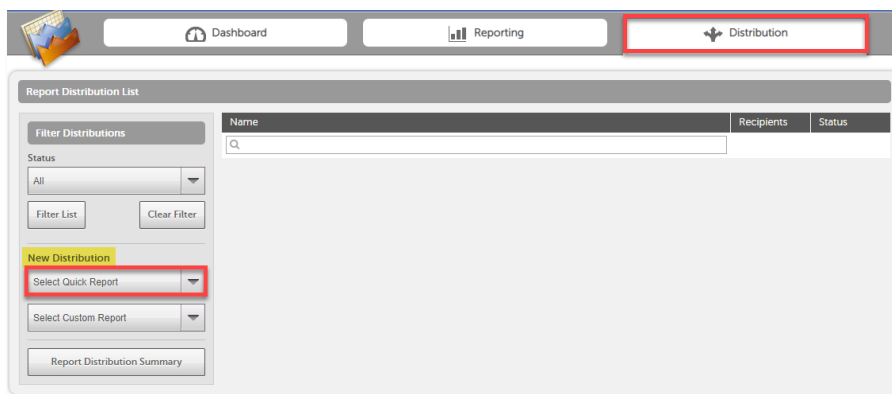 Dashboard
Reporting
Distribution
Report Distribution List
Filter Distributions
Status
All
Filter List
Clear Filter
New Distribution
Select Quick Report
Select Custom Report
Report Distribution Summary
Name
Recipients
Status